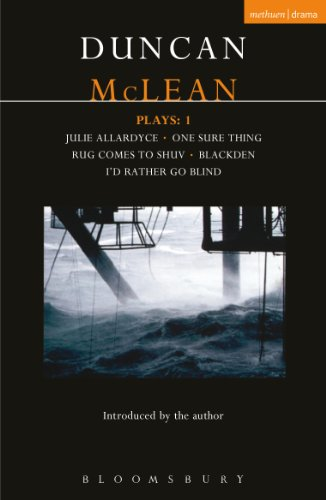 methuen | drama
DUNCAN
McLEAN
PLAYS: 1
JULIE ALLARDYCE • ONE SURE THING
RUG COMES TO SHUV • BLACKDEN
I'D RATHER GO BLIND
Introduced by the author
BLOOMSBURY